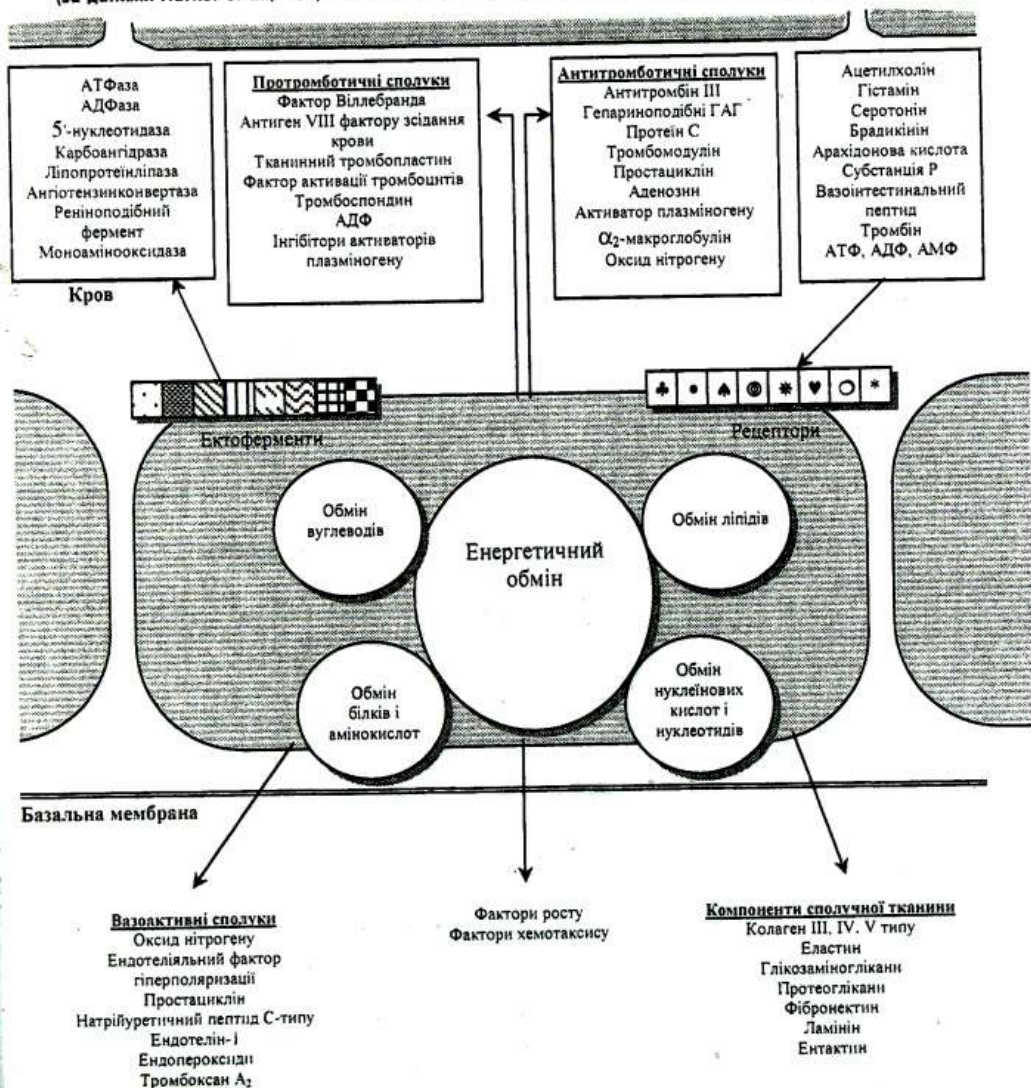 АТФаза
АДФаза
5'-нуклеотидаза
Карбоангідраза
Ліпопротеїнліпаза
Ангіотензинконвертаза
Реніноподібний
фермент
Моноамінооксидаза
Протромботичні сполуки
Фактор Віллебранда
Антиген VIII фактору зсідання
крови
Тканинний тромбопластин
Фактор активації тромбоцитів
Тромбоспондин
АДФ
Інгібітори активаторів
плазміногену
Антитромботичні сполуки
Антитромбін III
Гепариноподібні ГАГ
Протеїн С
Тромбомодулін
Простациклін
Аденозин
Активатор плазміногену
α₂-макроглобулін
Оксид нітрогену
Ацетилхолін
Гістамін
Серотонін
Брадикінін
Арахідонова кислота
Субстанція Р
Вазоінтестинальний
пептид
Тромбін
АТФ, АДФ, АМФ
Кров
Ектоферменти
Рецептори
Обмін
вуглеводів
Енергетичний
обмін
Обмін ліпідів
Обмін
білків і
амінокислот
Обмін
нуклеїнових
кислот і
нуклеотидів
Базальна мембрана
Вазоактивні сполуки
Оксид нітрогену
Ендотеліяльний фактор
гіперполяризації
Простациклін
Натрійуретичний пептид С-типу
Ендотелін-1
Ендопероксиди
Тромбоксан А₂
Фактори росту
Фактори хемотаксису
Компоненти сполучної тканини
Колаген III, IV, V типу
Еластин
Глікозаміноглікани
Протеоглікани
Фібронектин
Ламінін
Ентактин